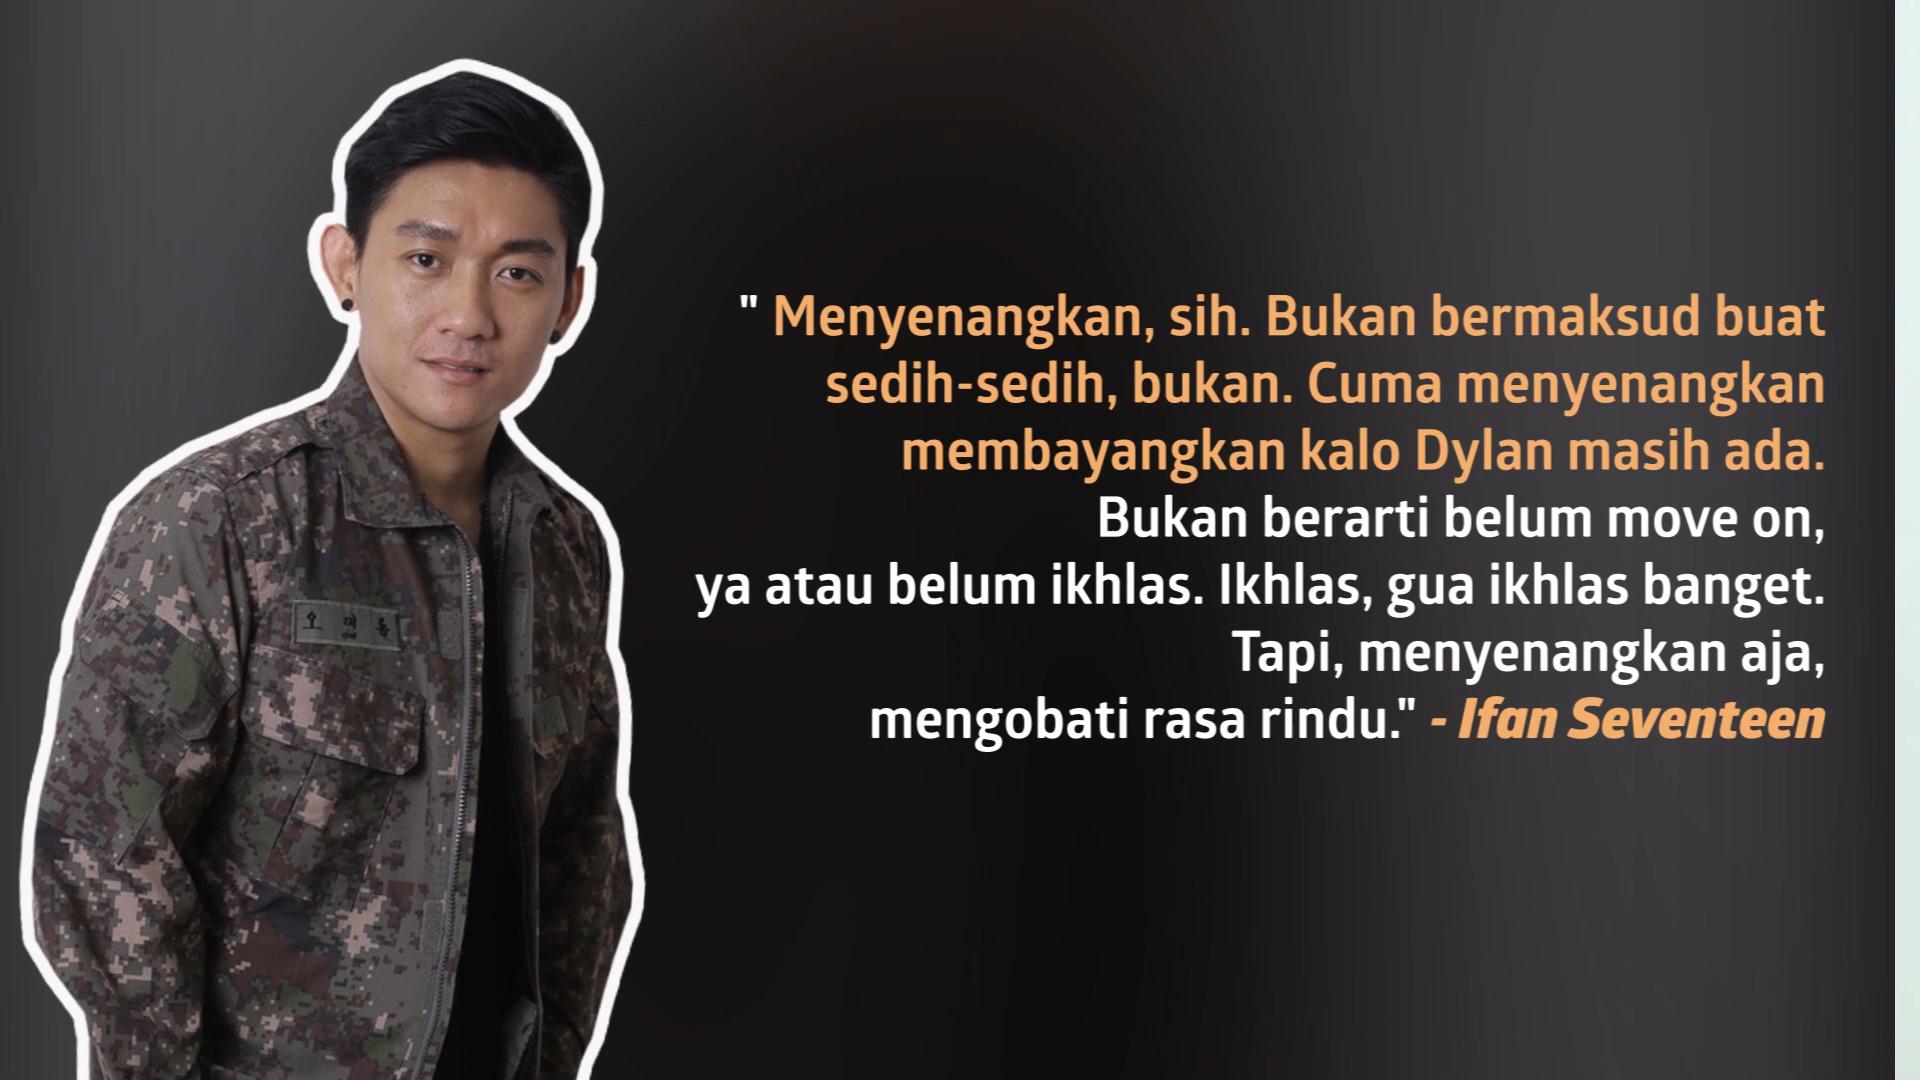 " Menyenangkan, sih. Bukan bermaksud buat
sedih-sedih, bukan. Cuma menyenangkan
membayangkan kalo Dylan masih ada.
Bukan berarti belum move on,
ya atau belum ikhlas. Ikhlas, gua ikhlas banget.
Tapi, menyenangkan aja,
mengobati rasa rindu." - Ifan Seventeen